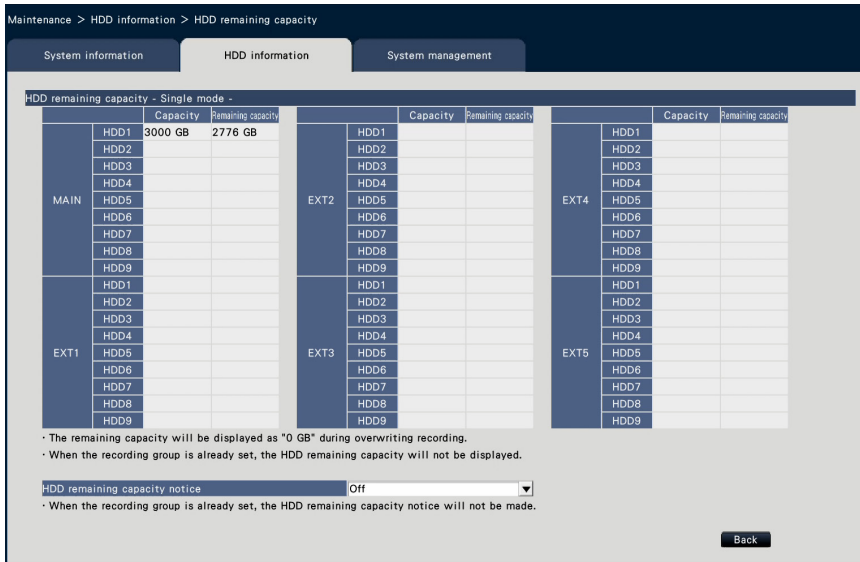 Maintenance > HDD information > HDD remaining capacity
System information HDD information System management
HDD remaining capacity - Single mode -
Capacity Remaining capacity Capacity Remaining capacity Capacity Remaining capacity
HDD1 3000 GB 2776 GB HDD1 HDD1
HDD2 HDD2 HDD2
HDD3 HDD3 HDD3
HDD4 HDD4 HDD4
MAIN HDD5 EXT2 HDD5 EXT4 HDD5
HDD6 HDD6 HDD6
HDD7 HDD7 HDD7
HDD8 HDD8 HDD8
HDD9 HDD9 HDD9
HDD1 HDD1 HDD1
HDD2 HDD2 HDD2
HDD3 HDD3 HDD3
HDD4 HDD4 HDD4
EXT1 HDD5 EXT3 HDD5 EXT5 HDD5
HDD6 HDD6 HDD6
HDD7 HDD7 HDD7
HDD8 HDD8 HDD8
HDD9 HDD9 HDD9
· The remaining capacity will be displayed as "0 GB" during overwriting recording.
· When the recording group is already set, the HDD remaining capacity will not be displayed.
HDD remaining capacity notice Off
· When the recording group is already set, the HDD remaining capacity notice will not be made.
Back